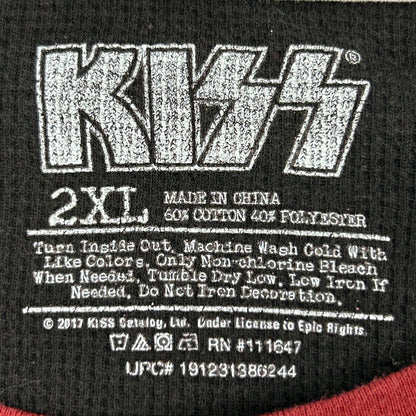 KISS®
2XL
MADE IN CHINA
60% COTTON 40% POLYESTER
Turn Inside Out. Machine Wash Cold With
Like Colors. Only Non-chlorine Bleach
When Needed. Tumble Dry Low. Low Iron If
Needed. Do Not Iron Decoration.
© 2017 KISS Catalog, Ltd. Under License to Epic Rights.
RN #111647
UPC# 191231386244